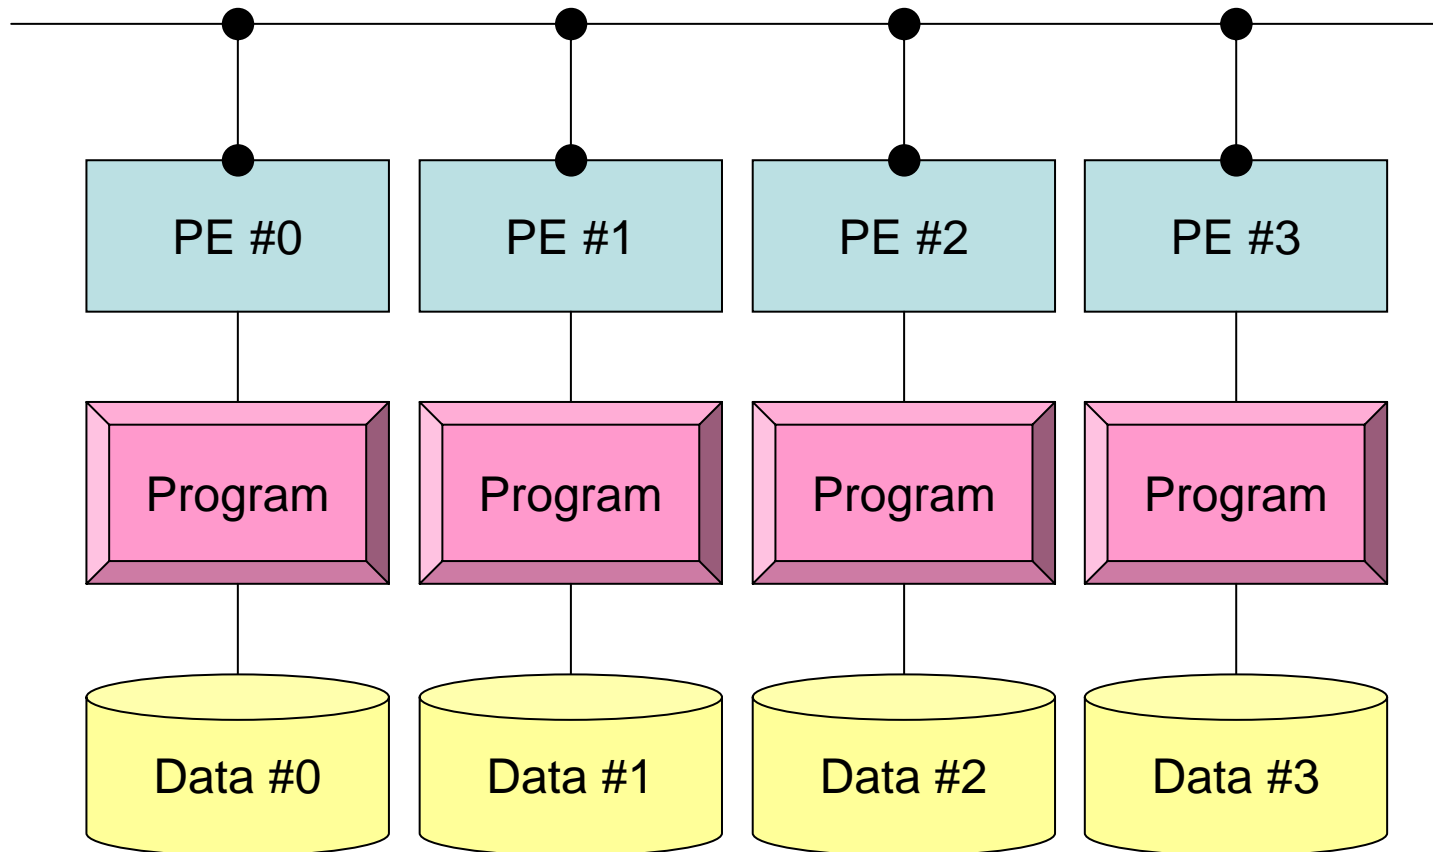 PE #0
PE #1
PE #2
PE #3
Program
Program
Program
Program
Data #0
Data #1
Data #2
Data #3